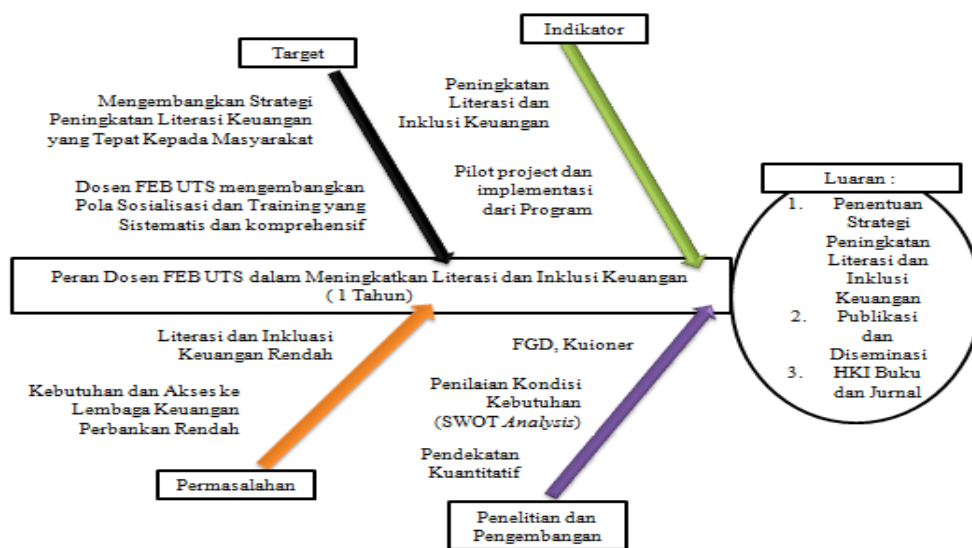 Target
Mengembangkan Strategi
Peningkatan Literasi Keuangan
yang Tepat Kepada Masyarakat
Dosen FEB UTS mengembangkan
Pola Sosialisasi dan Training yang
Sistematis dan komprehensif
Indikator
Peningkatan
Literasi dan
Inklusi Keuangan
Pilot project dan
implementasi
dari Program
Peran Dosen FEB UTS dalam Meningkatkan Literasi dan Inklusi Keuangan
( 1 Tahun)
Literasi dan Inkluasi
Keuangan Rendah
Kebutuhan dan Akses ke
Lembaga Keuangan
Perbankan Rendah
Permasalahan
FGD, Kuioner
Penilaian Kondisi
Kebutuhan
(SWOT Analysis)
Pendekatan
Kuantitatif
Penelitian dan
Pengembangan
Luaran :
1. Penentuan
Strategi
Peningkatan
Literasi dan
Inklusi
Keuangan
2. Publikasi
dan
Diseminasi
3. HKI Buku
dan Jurnal